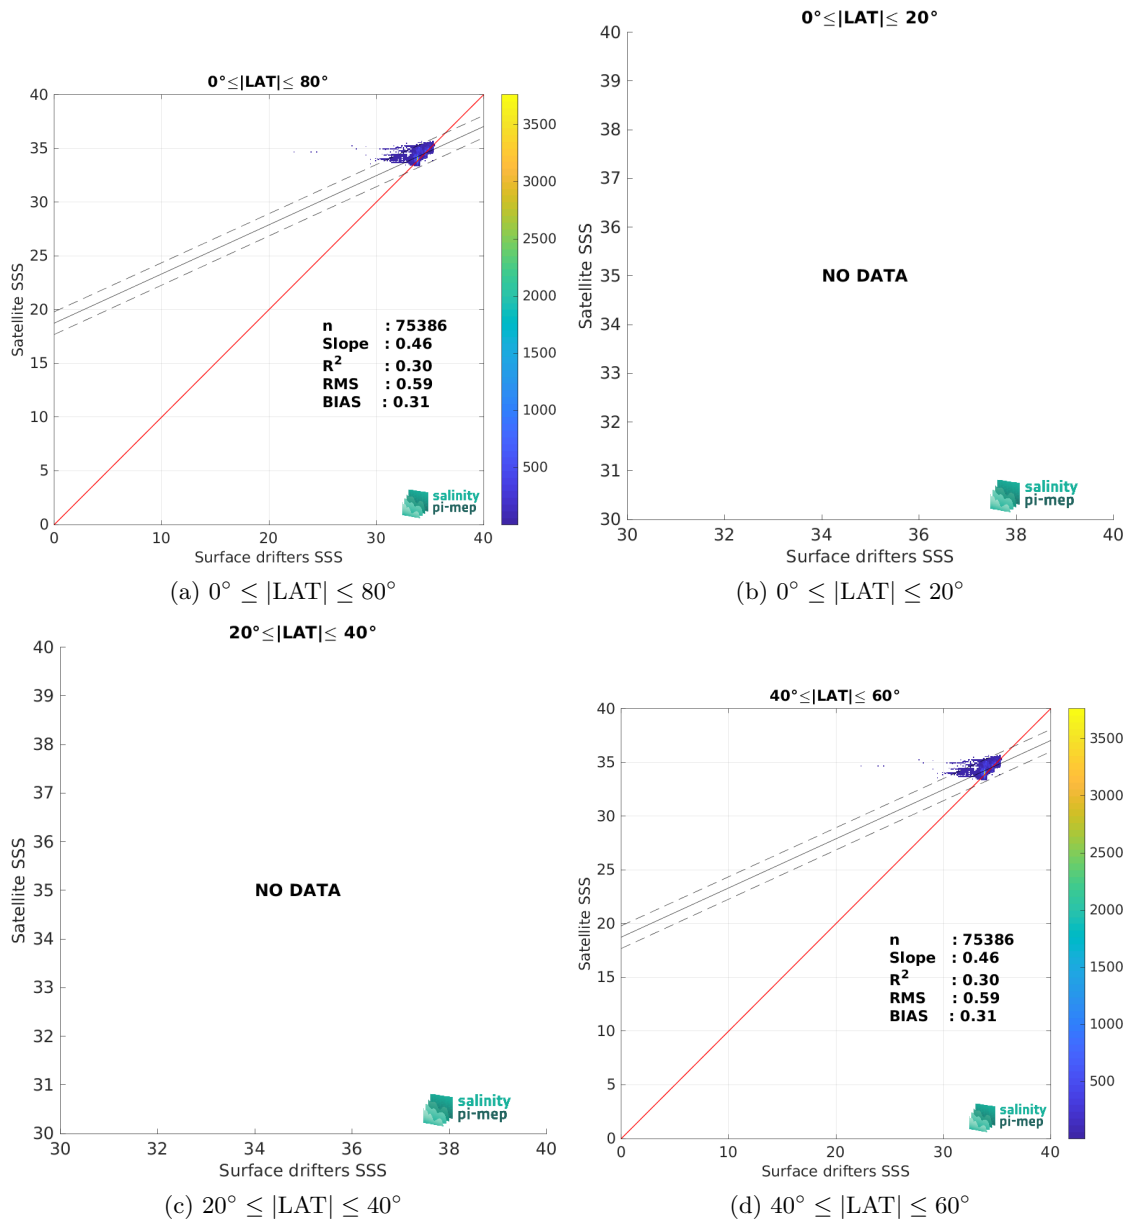 0°≤|LAT|≤ 80°
40
35
30
25
20
15
10
5
0
Satellite SSS
n : 75386
Slope : 0.46
R² : 0.30
RMS : 0.59
BIAS : 0.31
salinity
pi-mep
0 10 20 30 40
Surface drifters SSS
3500
3000
2500
2000
1500
1000
500
(a) 0° ≤ |LAT| ≤ 80°
0°≤|LAT|≤ 20°
40
39
38
37
36
35
34
33
32
31
30
Satellite SSS
NO DATA
salinity
pi-mep
30 32 34 36 38 40
Surface drifters SSS
(b) 0° ≤ |LAT| ≤ 20°
20°≤|LAT|≤ 40°
40
39
38
37
36
35
34
33
32
31
30
Satellite SSS
NO DATA
salinity
pi-mep
30 32 34 36 38 40
Surface drifters SSS
(c) 20° ≤ |LAT| ≤ 40°
40°≤|LAT|≤ 60°
40
35
30
25
20
15
10
5
0
Satellite SSS
n : 75386
Slope : 0.46
R² : 0.30
RMS : 0.59
BIAS : 0.31
salinity
pi-mep
0 10 20 30 40
Surface drifters SSS
3500
3000
2500
2000
1500
1000
500
(d) 40° ≤ |LAT| ≤ 60°